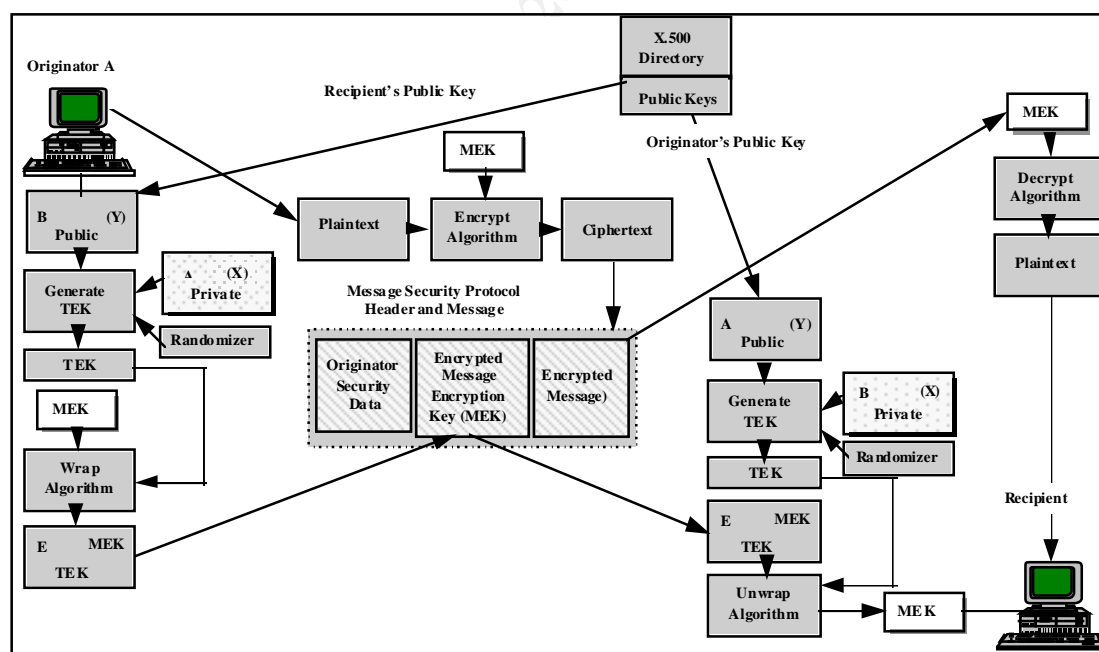 X.500
Directory
Public Keys
Originator A
Recipient's Public Key
Originator's Public Key
MEK
Decrypt
Algorithm
Plaintext
MEK
Plaintext
Encrypt
Algorithm
Ciphertext
B (Y)
Public
A (X)
Private
Generate
TEK
Randomizer
TEK
MEK
Wrap
Algorithm
E MEK
TEK
Message Security Protocol
Header and Message
Originator
Security
Data
Encrypted
Message
Encryption
Key (MEK)
Encrypted
Message)
A (Y)
Public
B (X)
Private
Generate
TEK
Randomizer
TEK
E MEK
TEK
Unwrap
Algorithm
MEK
Recipient